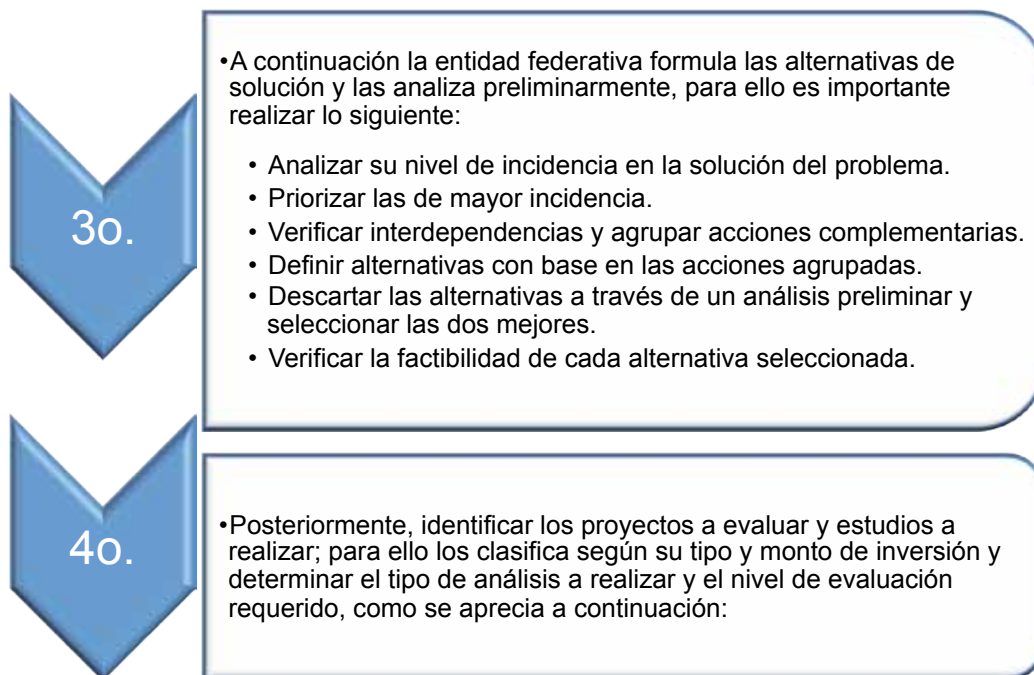 3o.
•A continuación la entidad federativa formula las alternativas de
solución y las analiza preliminarmente, para ello es importante
realizar lo siguiente:
• Analizar su nivel de incidencia en la solución del problema.
• Priorizar las de mayor incidencia.
• Verificar interdependencias y agrupar acciones complementarias.
• Definir alternativas con base en las acciones agrupadas.
• Descartar las alternativas a través de un análisis preliminar y
seleccionar las dos mejores.
• Verificar la factibilidad de cada alternativa seleccionada.
4o.
•Posteriormente, identificar los proyectos a evaluar y estudios a
realizar; para ello los clasifica según su tipo y monto de inversión y
determinar el tipo de análisis a realizar y el nivel de evaluación
requerido, como se aprecia a continuación: